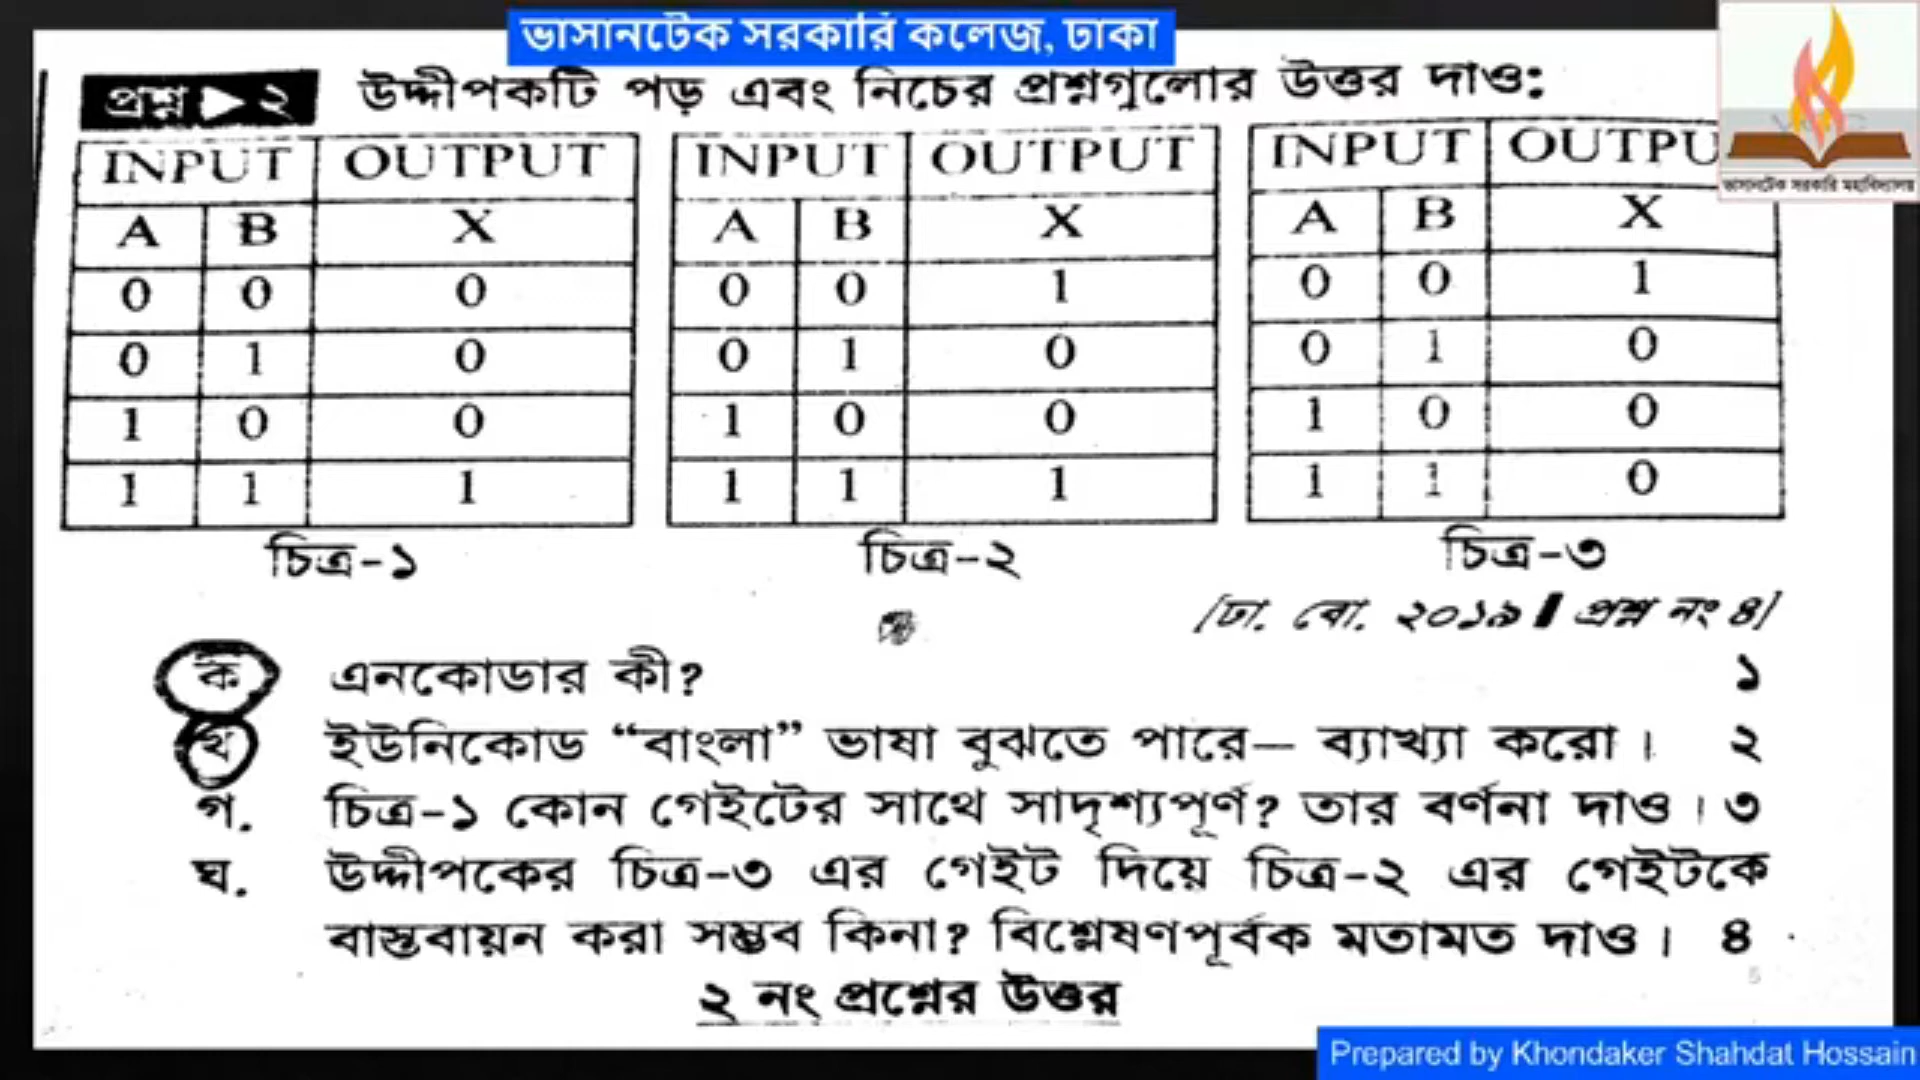 ভাসানটেক সরকারি কলেজ, ঢাকা
প্রশ্ন ▶ ২ উদ্দীপকটি পড় এবং নিচের প্রশ্নগুলোর উত্তর দাও:
INPUT OUTPUT INPUT OUTPUT INPUT OUTPU
ভাসানটেক সরকারি মহাবিদ্যালয়
A B X A B X A B X
0 0 0 0 0 1 0 0 1
0 1 0 0 1 0 0 1 0
1 0 0 1 0 0 1 0 0
1 1 1 1 1 1 1 1 0
চিত্র-১ চিত্র-২ চিত্র-৩
[ঢা. বো. ২০১৯ | প্রশ্ন নং ৪]
ক এনকোডার কী? ১
খ ইউনিকোড “বাংলা” ভাষা বুঝতে পারে— ব্যাখ্যা করো। ২
গ. চিত্র-১ কোন গেইটের সাথে সাদৃশ্যপূর্ণ? তার বর্ণনা দাও। ৩
ঘ. উদ্দীপকের চিত্র-৩ এর গেইট দিয়ে চিত্র-২ এর গেইটকে
বাস্তবায়ন করা সম্ভব কিনা? বিশ্লেষণপূর্বক মতামত দাও। ৪
5
২ নং প্রশ্নের উত্তর
Prepared by Khondaker Shahdat Hossain